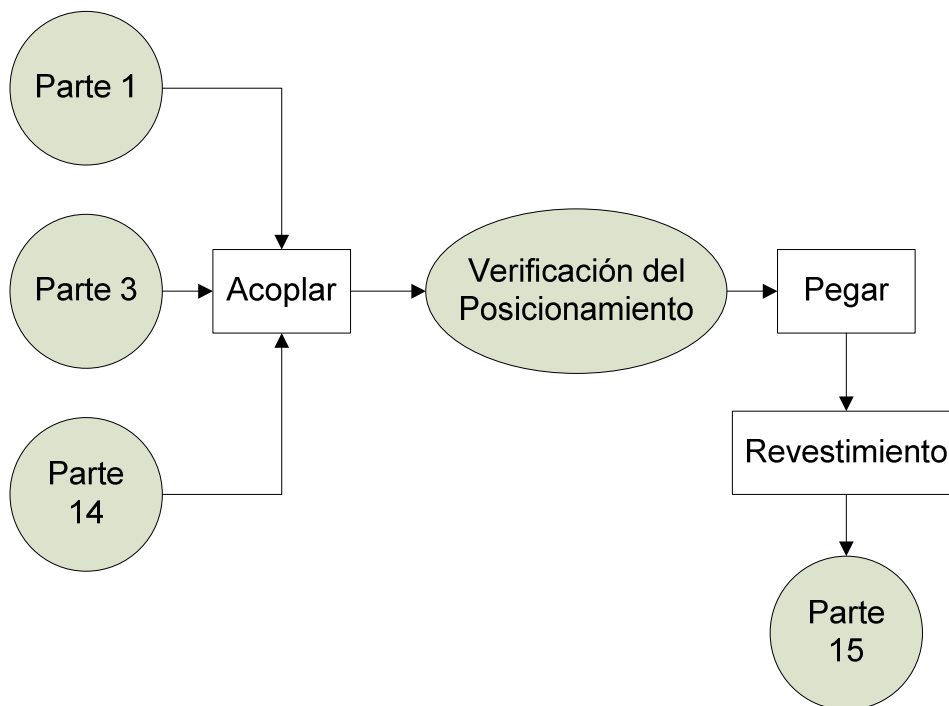 Parte 1
Parte 3
Acoplar
Verificación del
Posicionamiento
Pegar
Parte
14
Revestimiento
Parte
15